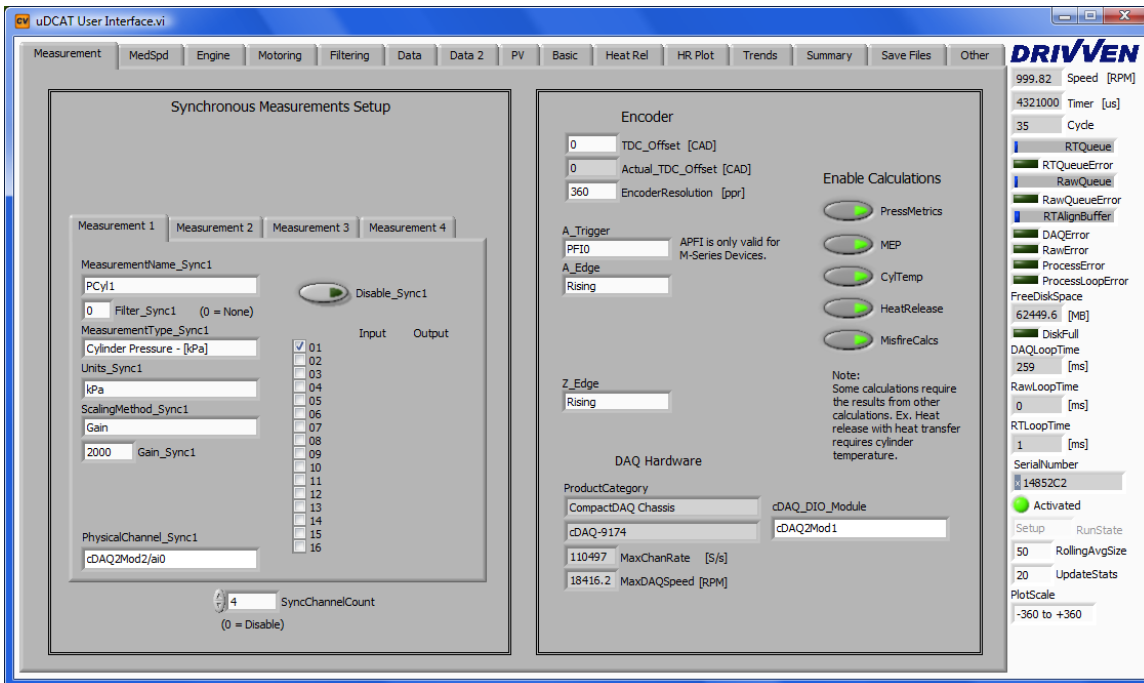 uDCAT User Interface.vi
Measurement MedSpd Engine Motoring Filtering Data Data 2 PV Basic Heat Rel HR Plot Trends Summary Save Files Other
DRIVVEN
Synchronous Measurements Setup
Measurement 1 Measurement 2 Measurement 3 Measurement 4
MeasurementName_Sync1
PCyl1
0 Filter_Sync1 (0 = None)
MeasurementType_Sync1
Cylinder Pressure - [kPa]
Units_Sync1
kPa
ScalingMethod_Sync1
Gain
2000 Gain_Sync1
PhysicalChannel_Sync1
cDAQ2Mod2/ai0
Disable_Sync1
Input Output
01
02
03
04
05
06
07
08
09
10
11
12
13
14
15
16
4 SyncChannelCount
(0 = Disable)
Encoder
0 TDC_Offset [CAD]
0 Actual_TDC_Offset [CAD]
360 EncoderResolution [ppr]
A_Trigger
PFI0
APFI is only valid for
M-Series Devices.
A_Edge
Rising
Z_Edge
Rising
Enable Calculations
PressMetrics
MEP
CylTemp
HeatRelease
MisfireCalcs
Note:
Some calculations require
the results from other
calculations. Ex. Heat
release with heat transfer
requires cylinder
temperature.
DAQ Hardware
ProductCategory
CompactDAQ Chassis
cDAQ-9174
110497 MaxChanRate [S/s]
18416.2 MaxDAQSpeed [RPM]
cDAQ_DIO_Module
cDAQ2Mod1
999.82 Speed [RPM]
4321000 Timer [us]
35 Cycle
RTQueue
RTQueueError
RawQueue
RawQueueError
RTAlignBuffer
DAQError
RawError
ProcessError
ProcessLoopError
FreeDiskSpace
62449.6 [MB]
DiskFull
DAQLoopTime
259 [ms]
RawLoopTime
0 [ms]
RTLoopTime
1 [ms]
SerialNumber
x 14852C2
Activated
Setup RunState
50 RollingAvgSize
20 UpdateStats
PlotScale
-360 to +360